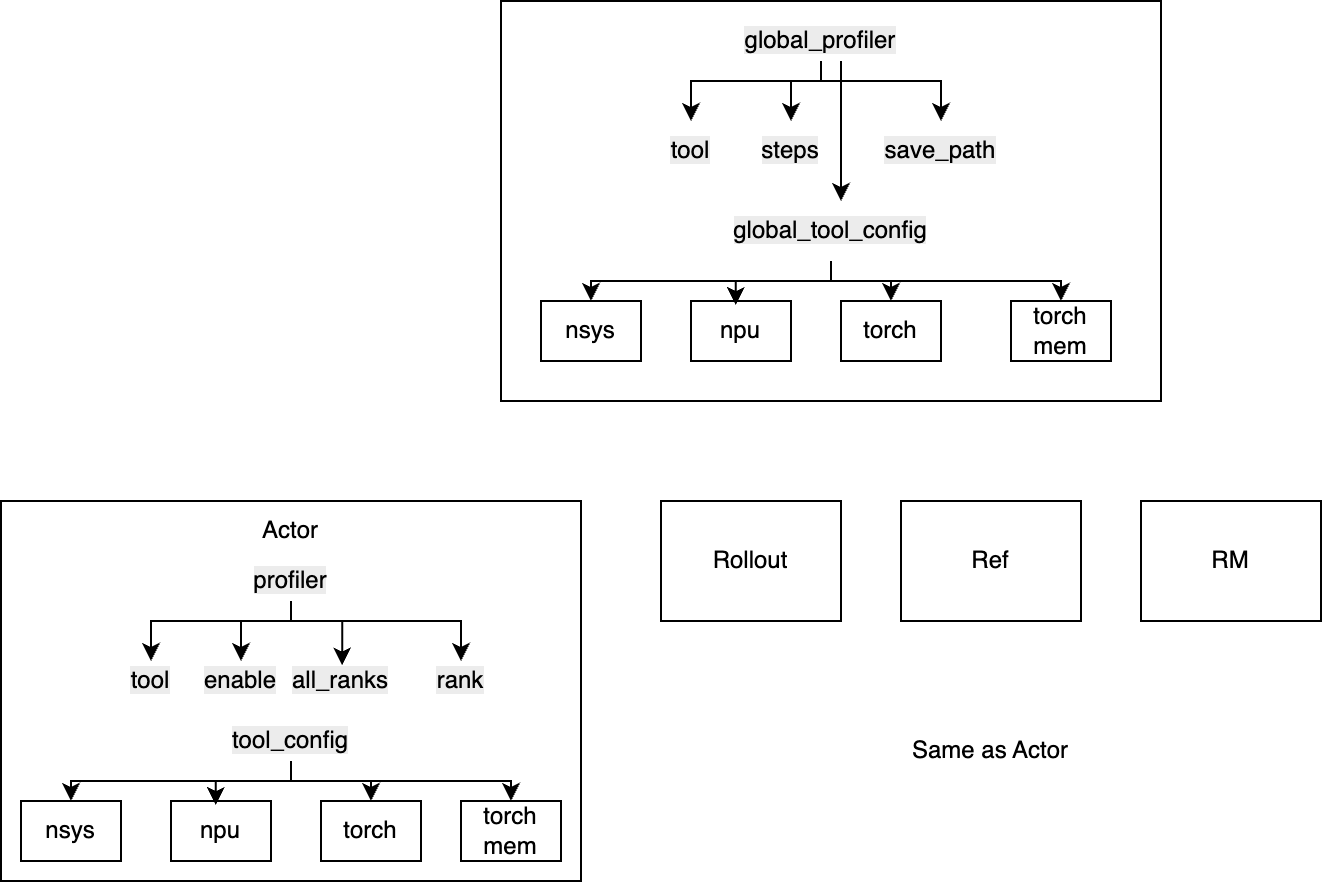 global_profiler
tool
steps
save_path
global_tool_config
nsys
npu
torch
torch
mem
Actor
profiler
tool
enable
all_ranks
rank
tool_config
nsys
npu
torch
torch
mem
Rollout
Ref
RM
Same as Actor